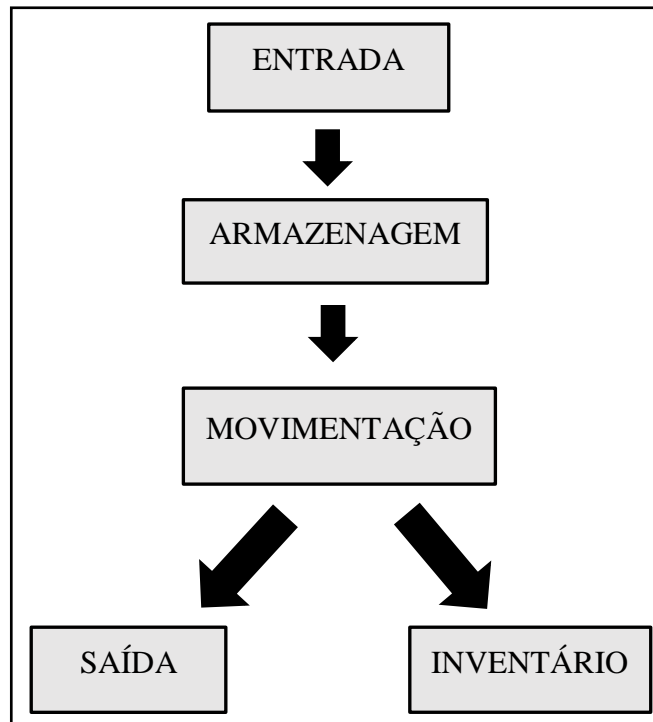 ENTRADA
ARMAZENAGEM
MOVIMENTAÇÃO
SAÍDA
INVENTÁRIO